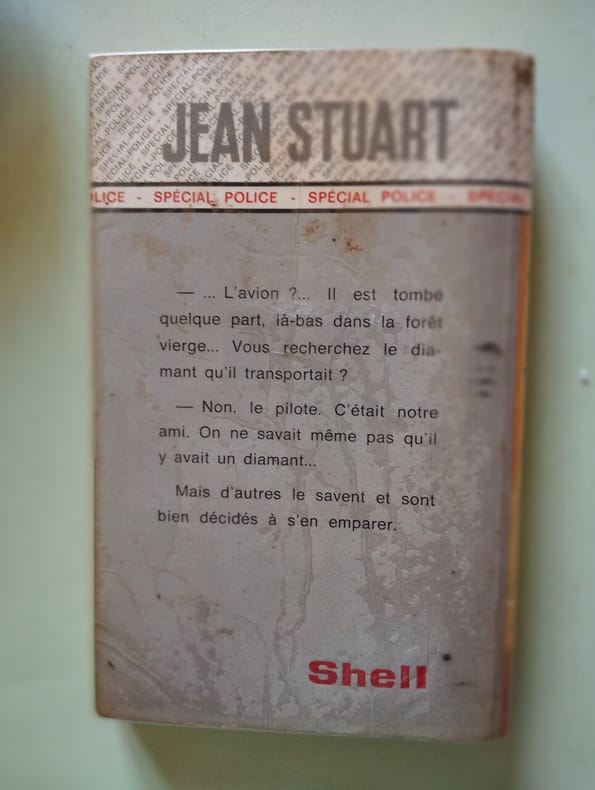 JEAN STUART
OLICE - SPÉCIAL POLICE - SPÉCIAL POLICE - SPÉCIAL
— ... L'avion ?... Il est tombé
quelque part, là-bas dans la forêt
vierge... Vous recherchez le dia-
mant qu'il transportait ?
— Non, le pilote. C'était notre
ami. On ne savait même pas qu'il
y avait un diamant...
Mais d'autres le savent et sont
bien décidés à s'en emparer.
Shell